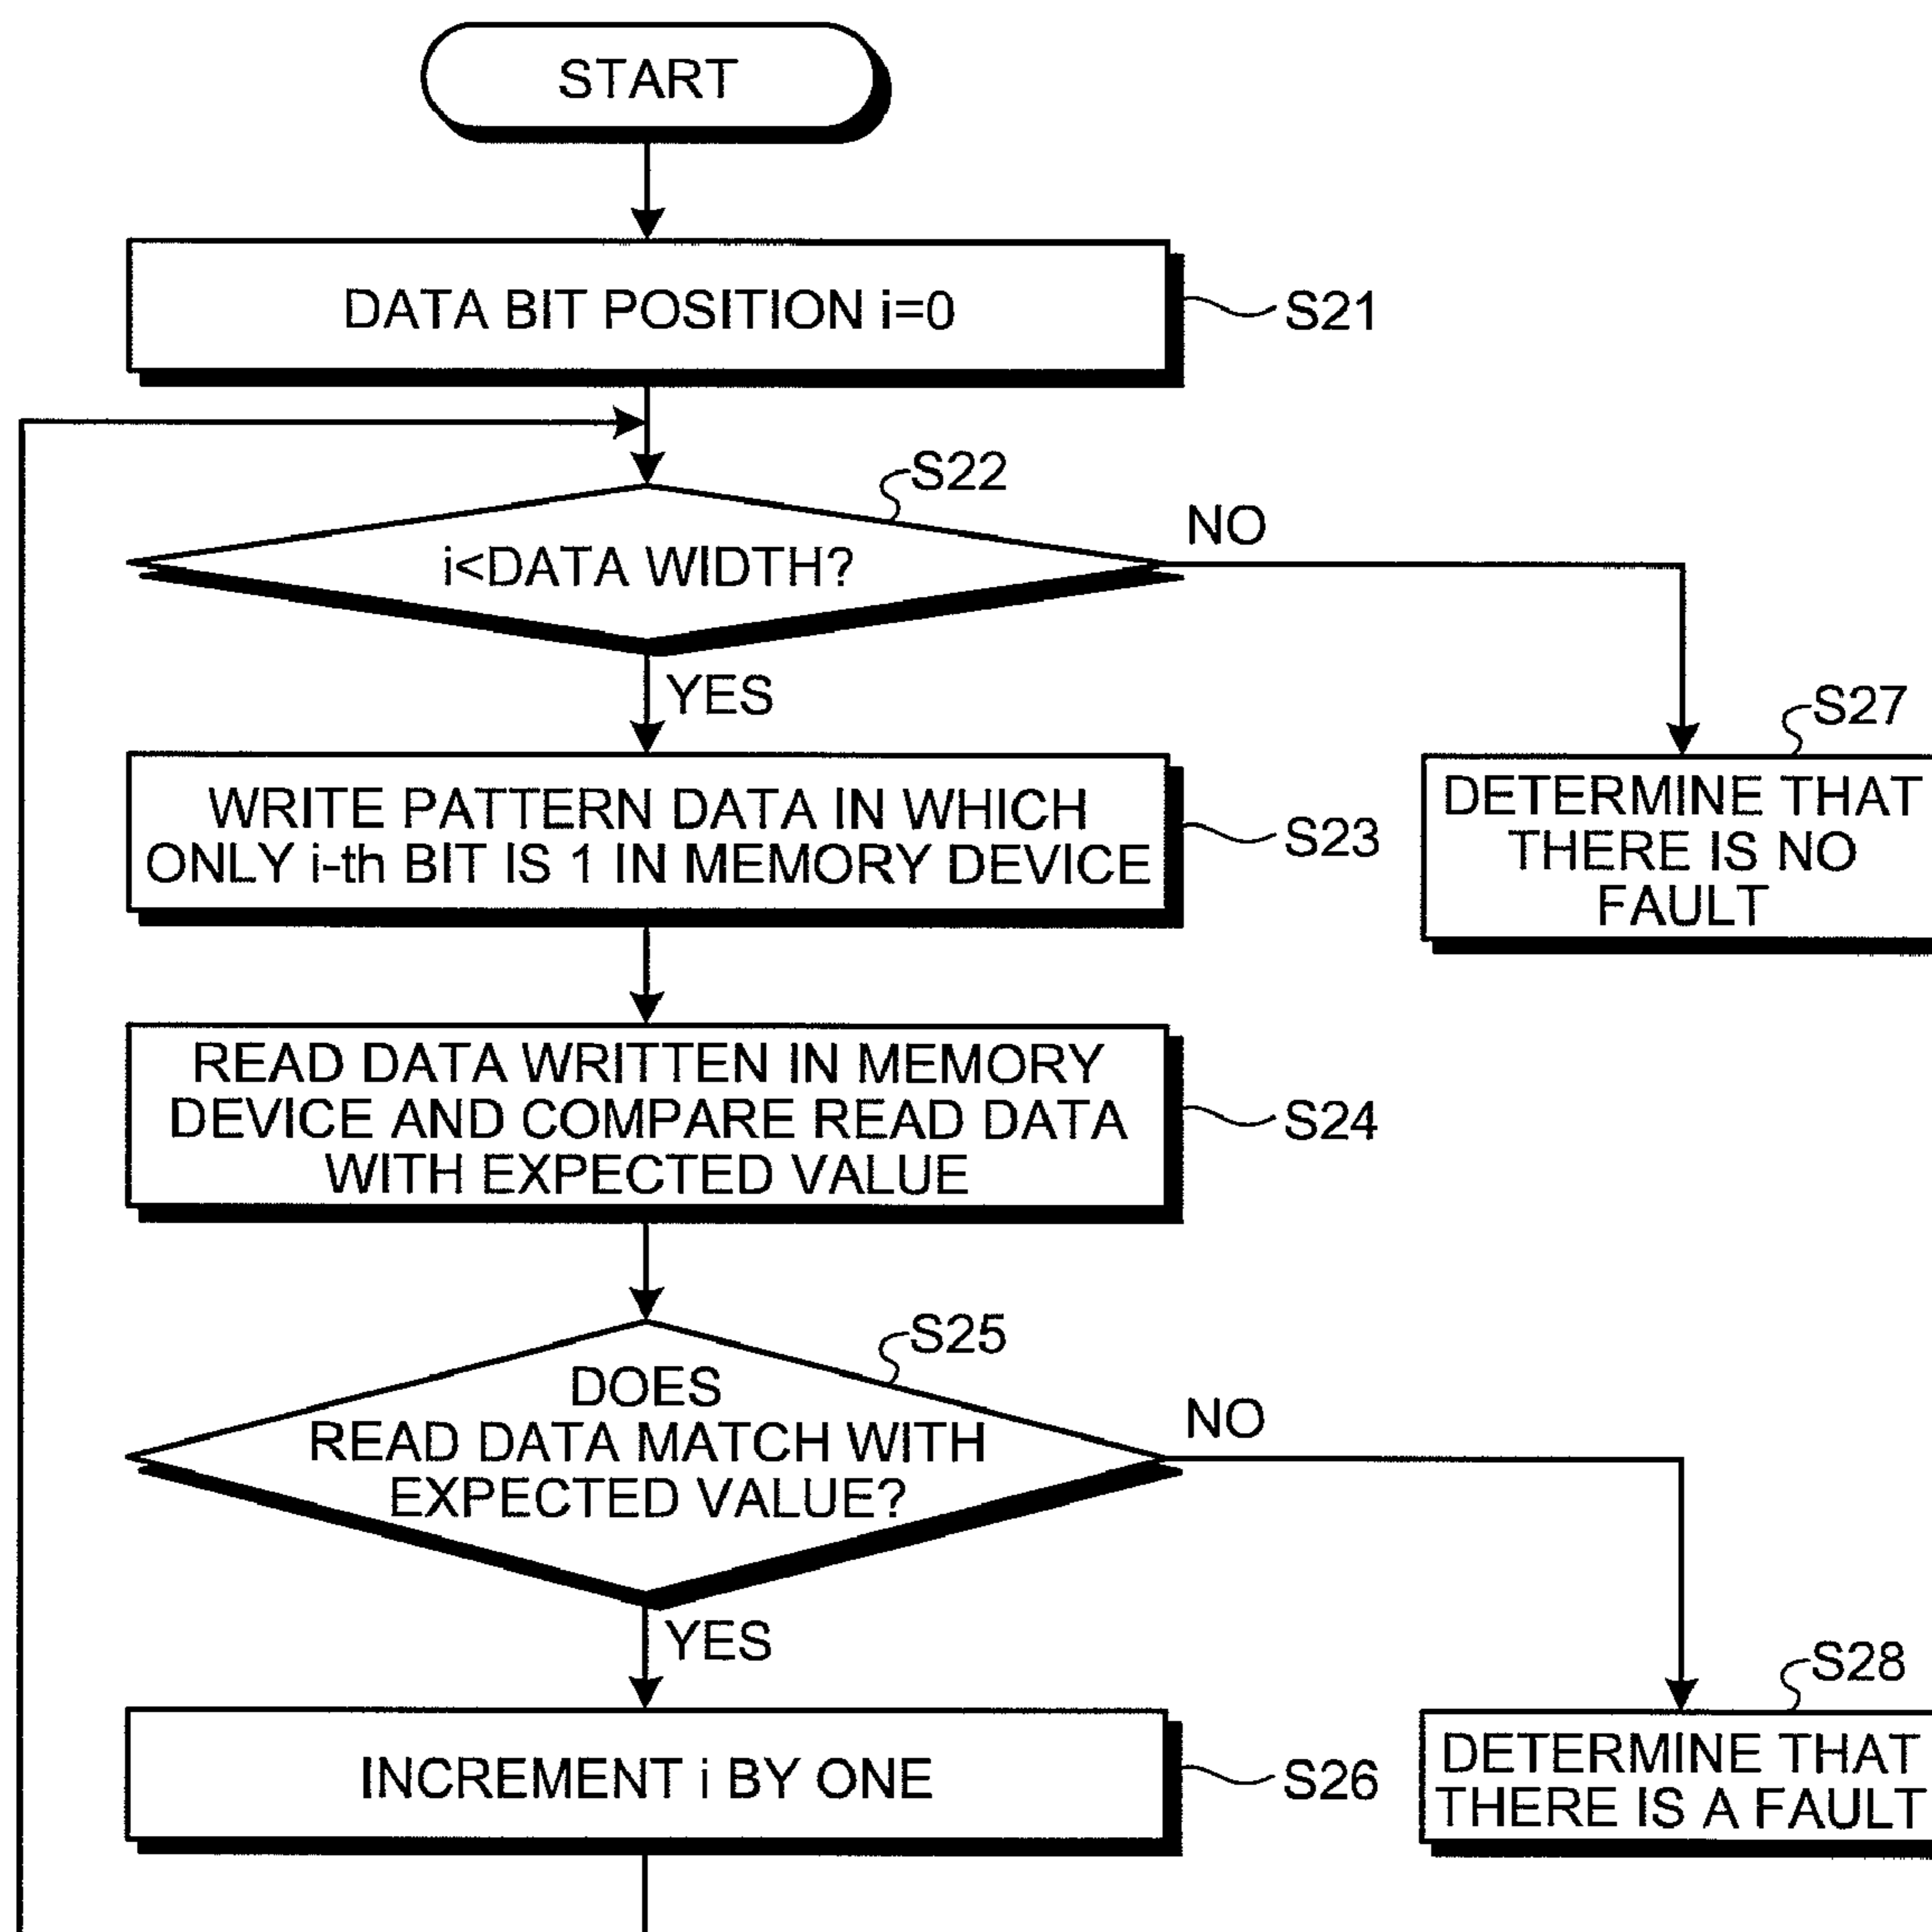 START
DATA BIT POSITION i=0
S21
S22
i<DATA WIDTH?
NO
YES
S27
WRITE PATTERN DATA IN WHICH
ONLY i-th BIT IS 1 IN MEMORY DEVICE
S23
DETERMINE THAT
THERE IS NO
FAULT
READ DATA WRITTEN IN MEMORY
DEVICE AND COMPARE READ DATA
WITH EXPECTED VALUE
S24
S25
DOES
READ DATA MATCH WITH
EXPECTED VALUE?
NO
YES
S28
INCREMENT i BY ONE
S26
DETERMINE THAT
THERE IS A FAULT